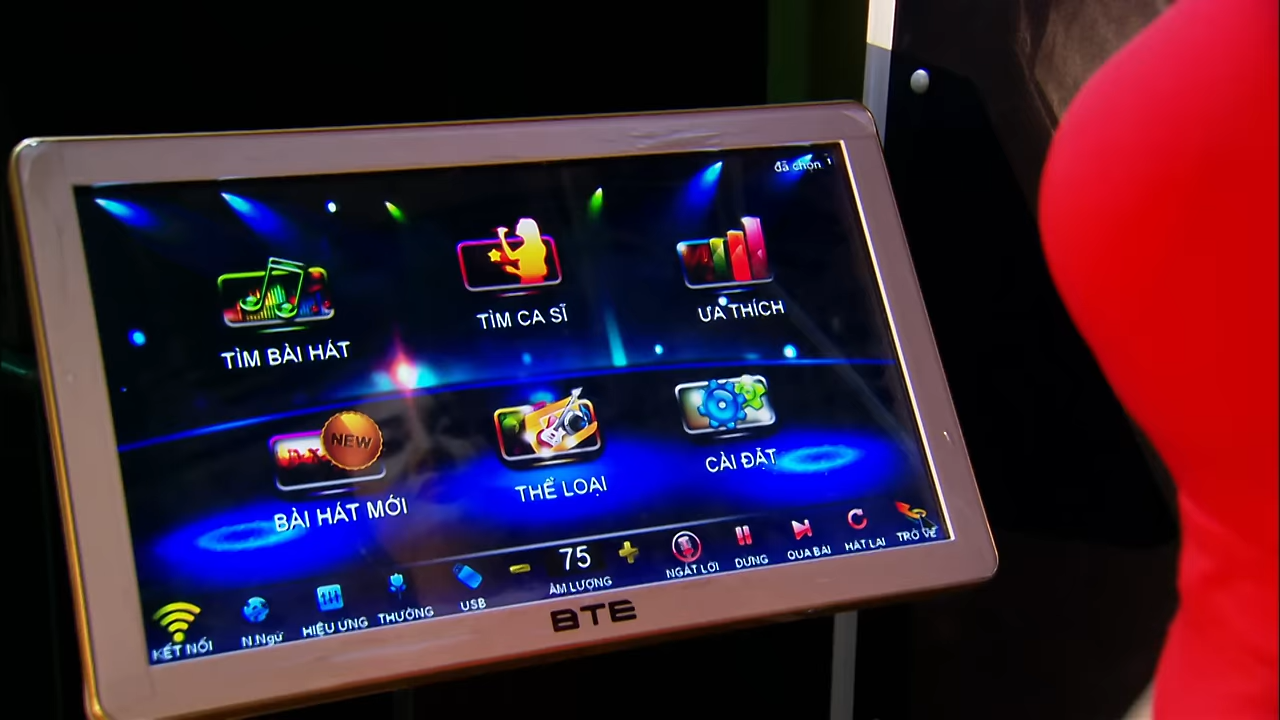 đã chọn 1
TÌM BÀI HÁT
TÌM CA SĨ
ƯA THÍCH
NEW
BÀI HÁT MỚI
THỂ LOẠI
CÀI ĐẶT
KẾT NỐI
N.Ngữ
HIỆU ỨNG
THƯỜNG
USB
75
ÂM LƯỢNG
NGẮT LỜI
DỪNG
QUA BÀI
HÁT LẠI
TRỞ VỀ
BTE